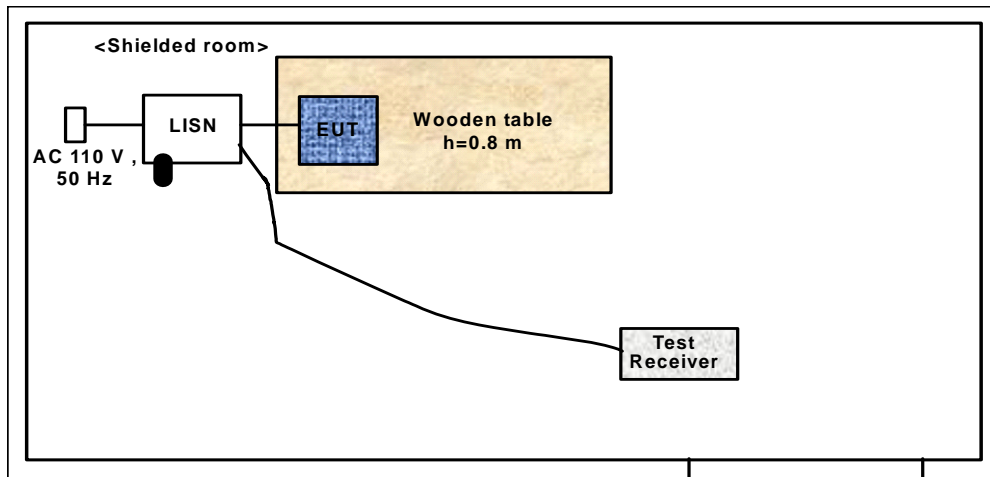 <Shielded room>
LISN
EUT
Wooden table
h=0.8 m
AC 110 V ,
50 Hz
Test
Receiver